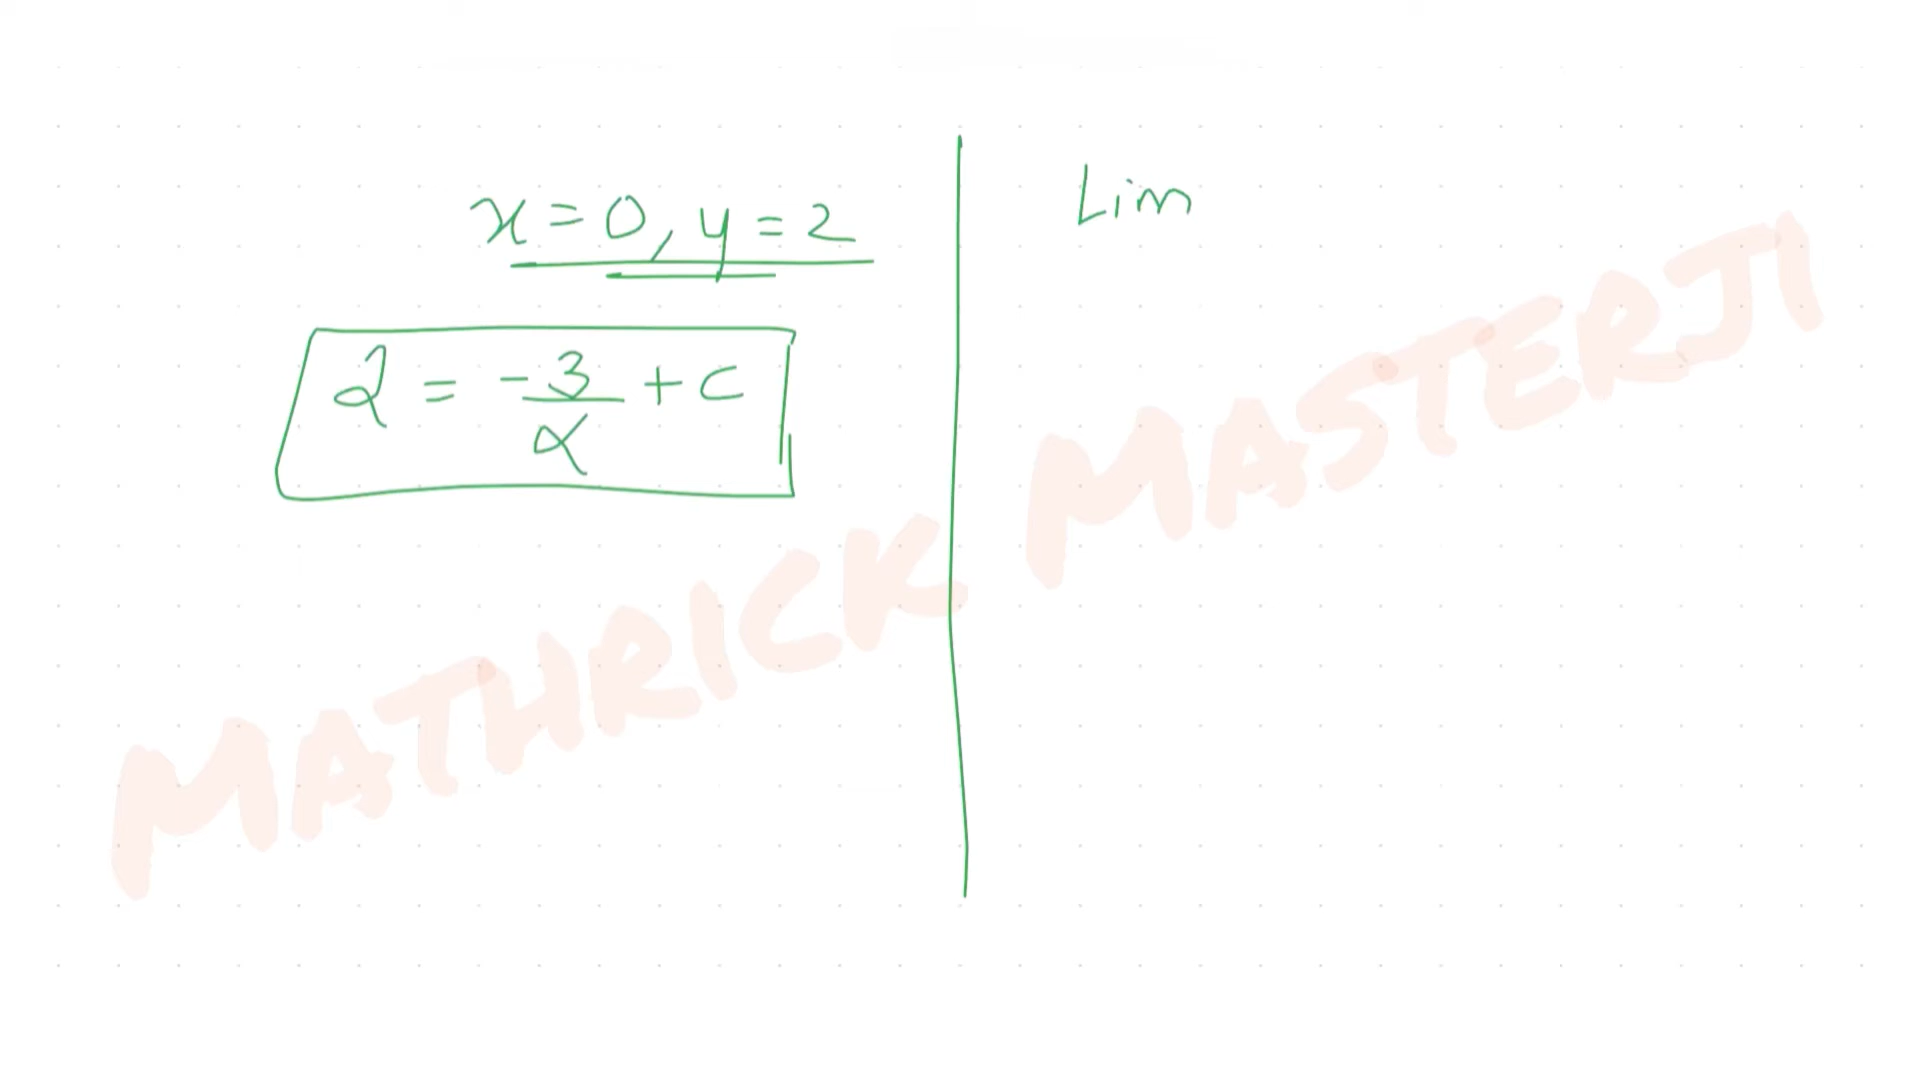 x = 0, y = 2
2 = -3/α + c
Lim
MATHRICK MASTERJI